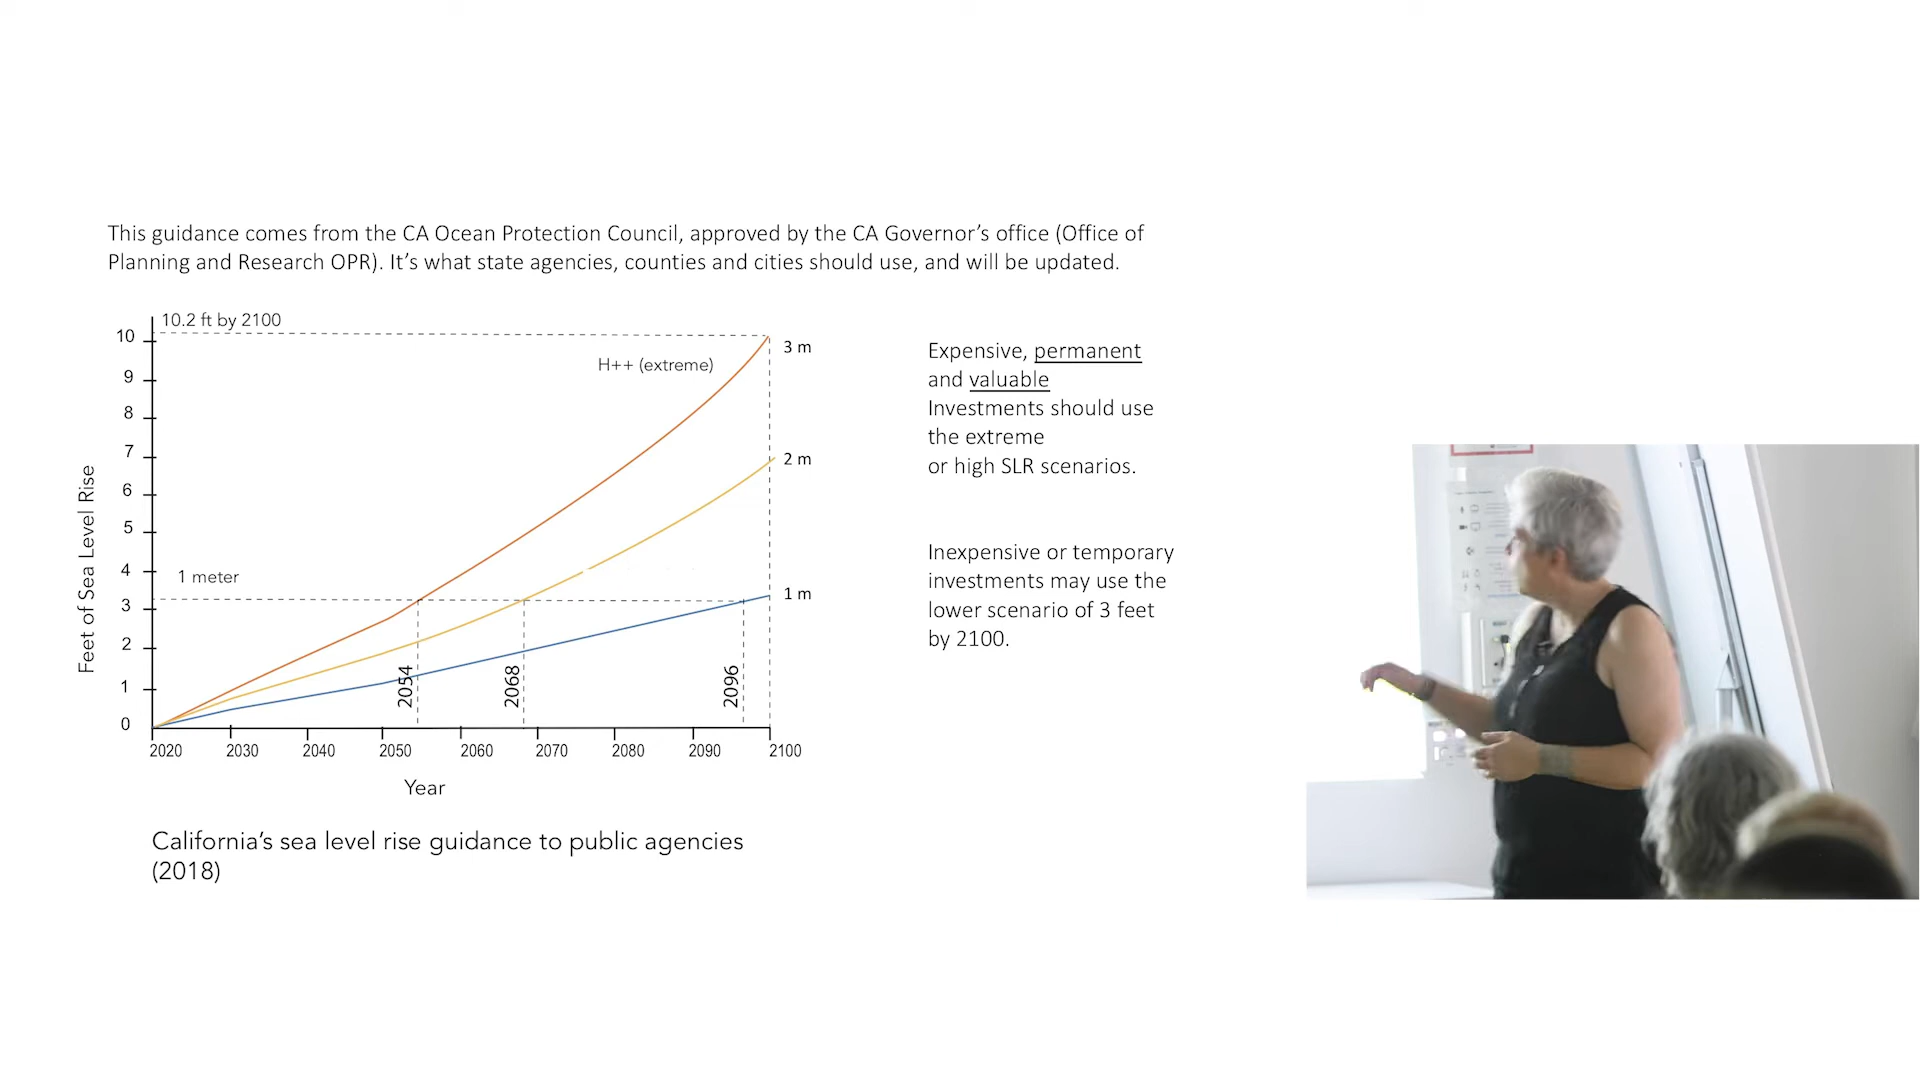 This guidance comes from the CA Ocean Protection Council, approved by the CA Governor’s office (Office of
Planning and Research OPR). It’s what state agencies, counties and cities should use, and will be updated.
10.2 ft by 2100
10
9
8
7
6
5
4
3
2
1
0
Feet of Sea Level Rise
H++ (extreme)
3 m
2 m
1 meter
1 m
2054
2068
2096
2020 2030 2040 2050 2060 2070 2080 2090 2100
Year
California’s sea level rise guidance to public agencies
(2018)
Expensive, permanent
and valuable
Investments should use
the extreme
or high SLR scenarios.
Inexpensive or temporary
investments may use the
lower scenario of 3 feet
by 2100.